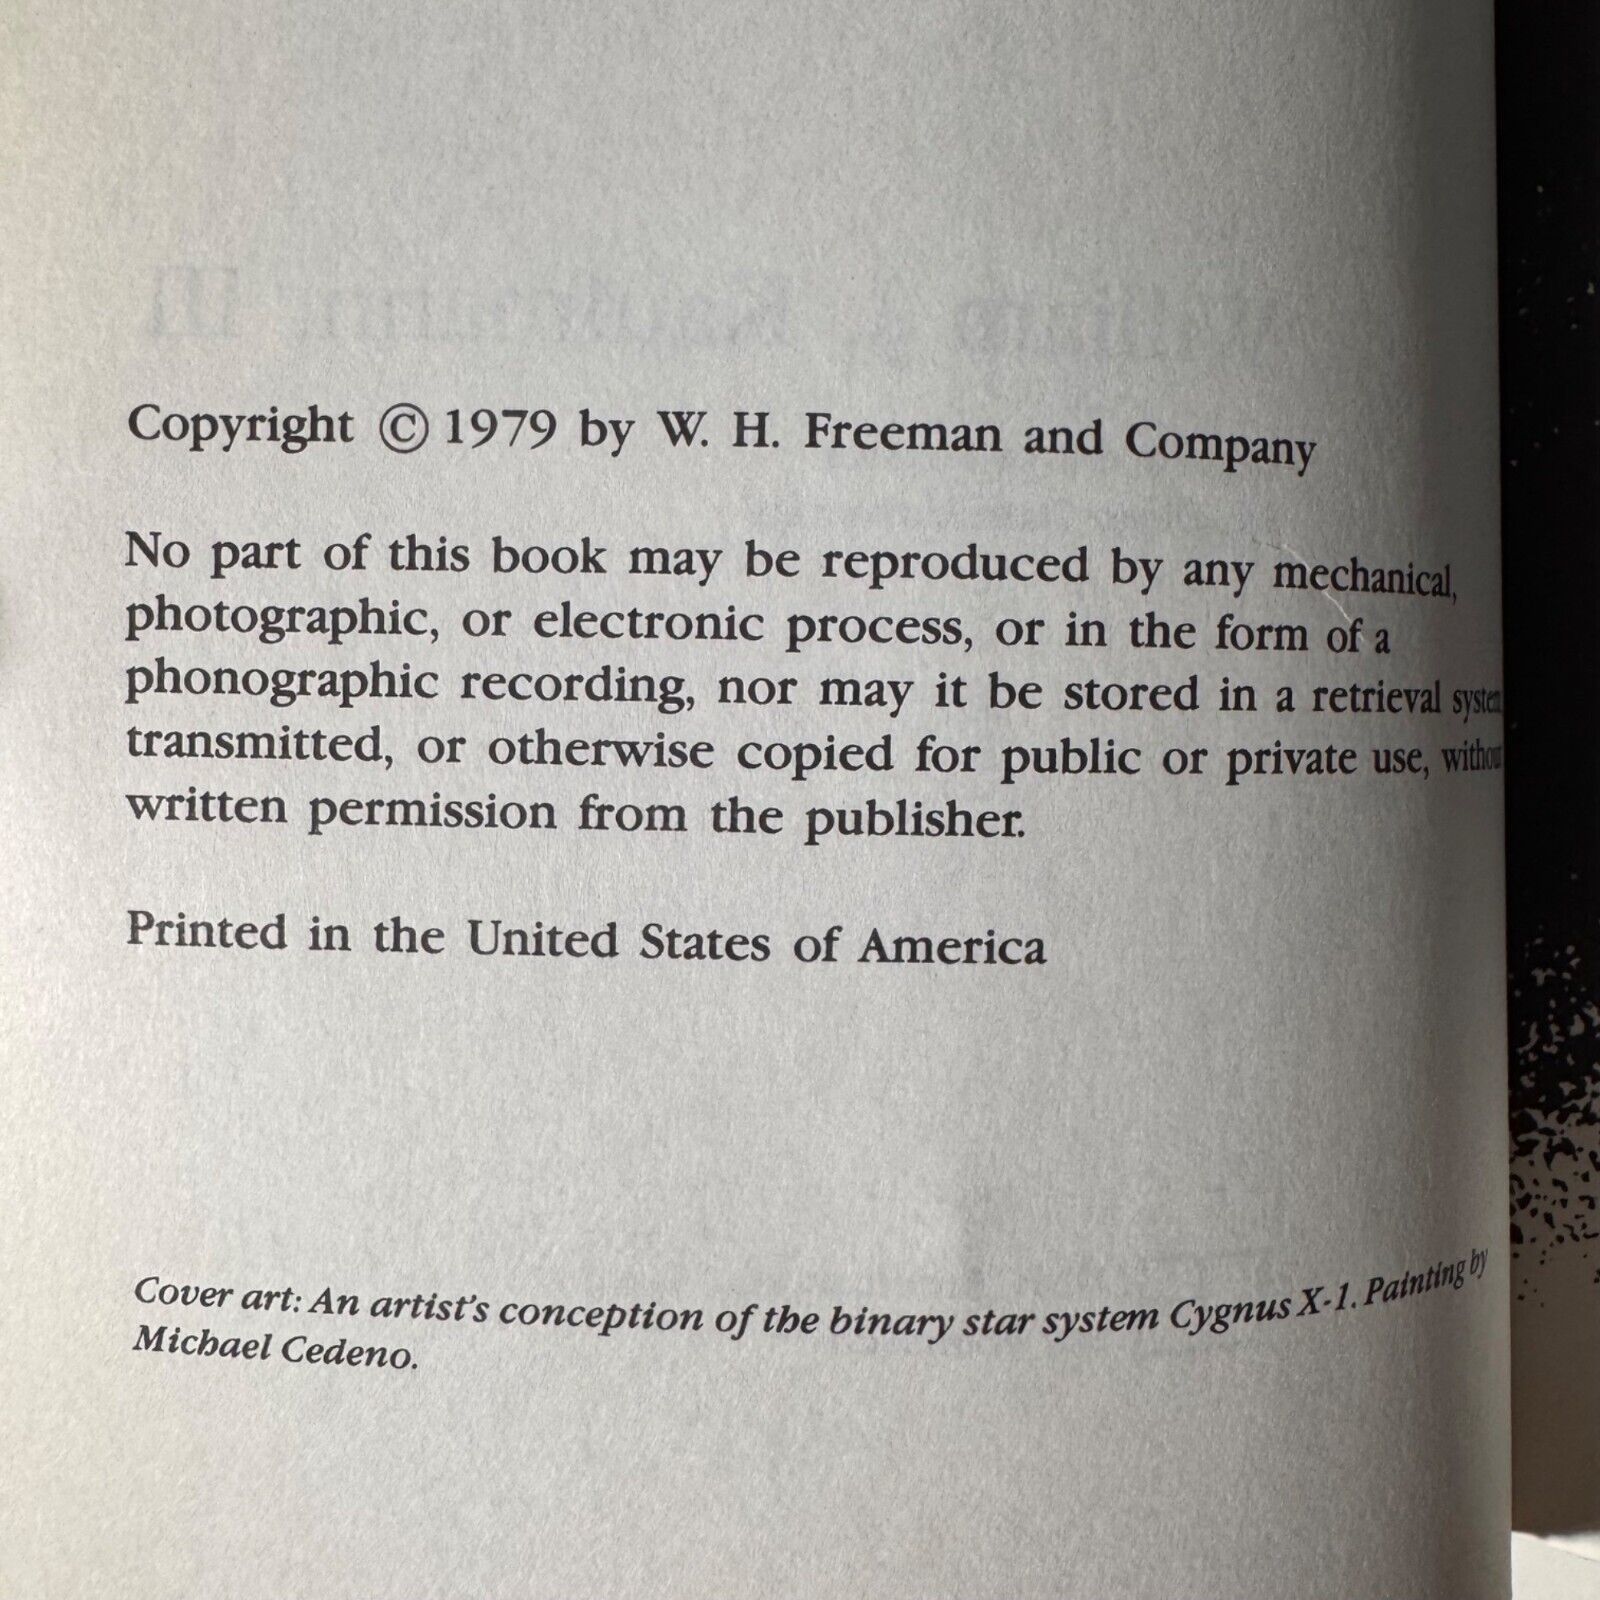 Copyright © 1979 by W. H. Freeman and Company
No part of this book may be reproduced by any mechanical,
photographic, or electronic process, or in the form of a
phonographic recording, nor may it be stored in a retrieval system
transmitted, or otherwise copied for public or private use, without
written permission from the publisher.
Printed in the United States of America
Cover art: An artist's conception of the binary star system Cygnus X-1. Painting by
Michael Cedeno.